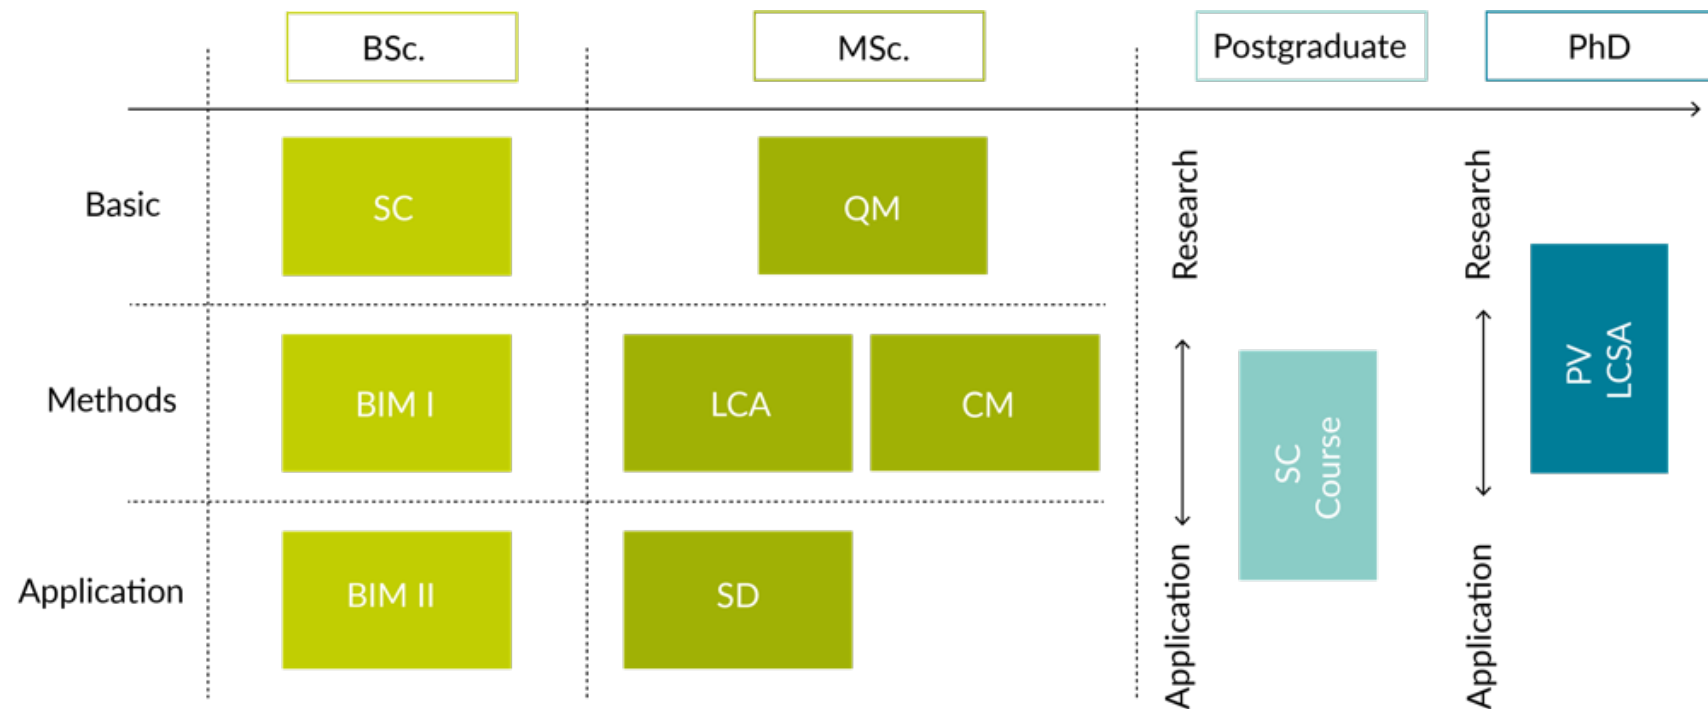 BSc.
MSc.
Postgraduate
PhD
Basic
SC
QM
Research
Research
Methods
BIM I
LCA
CM
SC
Course
PV
LCSA
Application
BIM II
SD
Application
Application